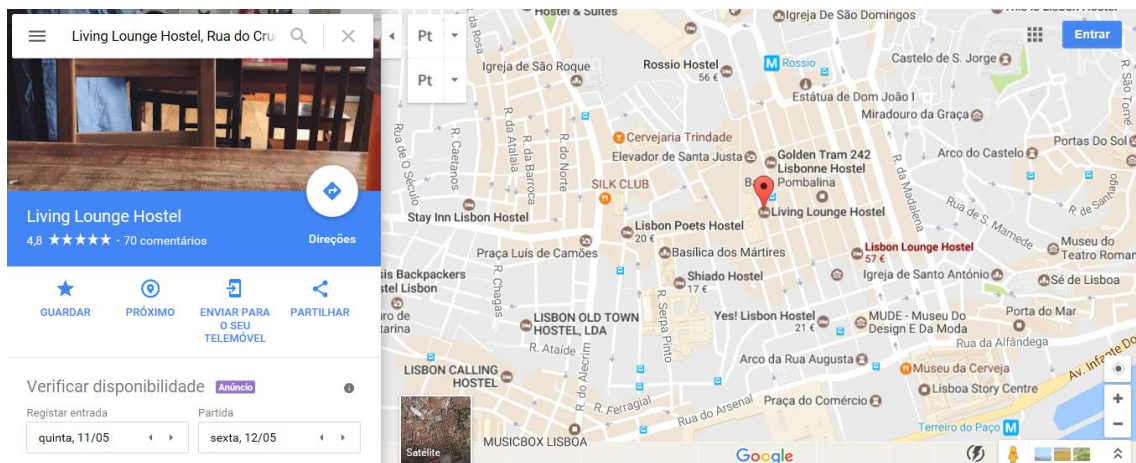 Living Lounge Hostel, Rua do Cru
Living Lounge Hostel
4,8 ★★★★★ · 70 comentários
Direções
GUARDAR
PRÓXIMO
ENVIAR PARA
O SEU
TELEMÓVEL
PARTILHAR
Verificar disponibilidade Anúncio
Registar entrada
Partida
quinta, 11/05
sexta, 12/05
Pt
Pt
Entrar
Hostel & Suites
Igreja De São Domingos
R. da Rosa
Igreja de São Roque
Rossio Hostel
56 €
M Rossio
Castelo de S. Jorge
R. São Tomé
Estátua de Dom João I
Miradouro da Graça
Rua de O Século
R. Caetanos
R. da Atalaia
R. da Barroca
R. do Norte
Cervejaria Trindade
Elevador de Santa Justa
Golden Tram 242
Lisbonne Hostel
Arco do Castelo
Portas Do Sol
SILK CLUB
Pombalina
R. da Madalena
Living Lounge Hostel
Stay Inn Lisbon Hostel
Lisbon Poets Hostel
20 €
Rua de S. Mamede
Praça Luís de Camões
Basílica dos Mártires
Lisbon Lounge Hostel
57 €
Museu do
Teatro Roman
Backpackers
Lisbon
R. Chagas
Shiado Hostel
17 €
Igreja de Santo António
Sé de Lisboa
LISBON OLD TOWN
HOSTEL, LDA
R. Serpa Pinto
Yes! Lisbon Hostel
21 €
MUDE - Museu Do
Design E Da Moda
Porta do Mar
Rua da Alfândega
R. Ataíde
R. do Alecrim
Arco da Rua Augusta
Museu da Cerveja
Av. Infante Do
LISBON CALLING
HOSTEL
R. Ferragial
Rua do Arsenal
Praça do Comércio
Lisboa Story Centre
Terreiro do Paço M
MUSICBOX LISBOA
Satélite
Google